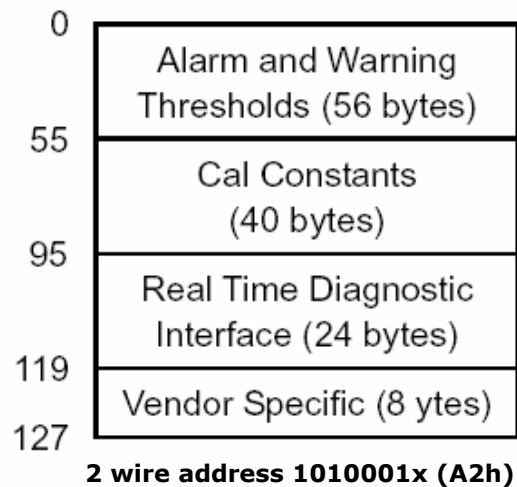 0
Alarm and Warning
Thresholds (56 bytes)
55
Cal Constants
(40 bytes)
95
Real Time Diagnostic
Interface (24 bytes)
119
Vendor Specific (8 ytes)
127
2 wire address 1010001x (A2h)